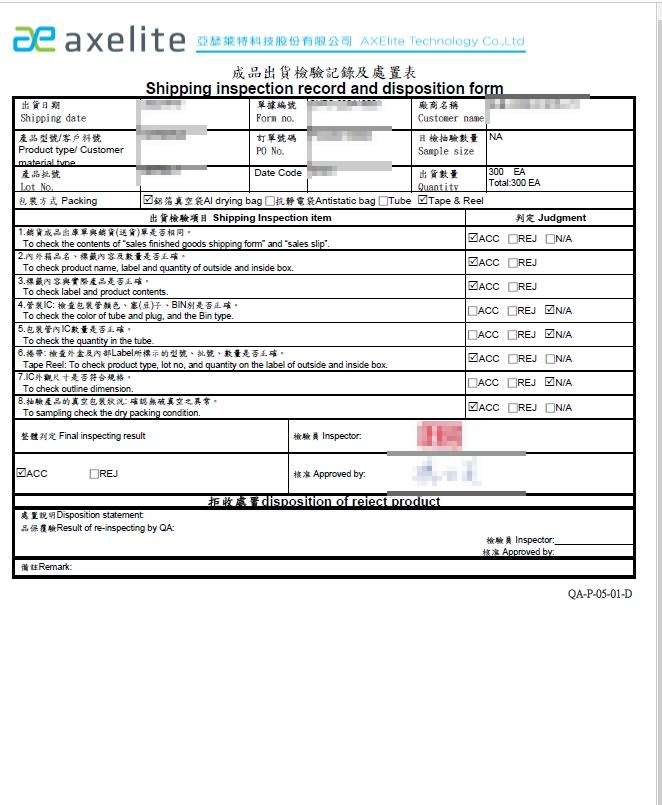 axelite 亞瑟萊特科技股份有限公司 AXElite Technology Co.,Ltd
成品出貨檢驗記錄及處置表
Shipping inspection record and disposition form
出貨日期
Shipping date
單據編號
Form no.
廠商名稱
Customer name
產品型號/客戶料號
Product type/ Customer
material type
訂單號碼
PO No.
目檢抽驗數量
Sample size
NA
產品批號
Lot No.
Date Code
出貨數量
Quantity
300 EA
Total:300 EA
包裝方式 Packing
☑鋁箔真空袋Al drying bag □抗靜電袋Antistatic bag □Tube ☑Tape & Reel
出貨檢驗項目 Shipping Inspection item
判定 Judgment
1.銷貨成品出庫單與銷貨(送貨)單是否相同。
To check the contents of “sales finished goods shipping form” and “sales slip”.
☑ACC □REJ □N/A
2.內外箱品名、標籤內容及數量是否正確。
To check product name, label and quantity of outside and inside box.
☑ACC □REJ
3.標籤內容與實際產品是否正確。
To check label and product contents.
☑ACC □REJ
4.管裝IC: 檢查包裝管顏色、塞(豆)子、BIN別是否正確。
To check the color of tube and plug, and the Bin type.
□ACC □REJ ☑N/A
5.包裝管內IC數量是否正確。
To check the quantity in the tube.
□ACC □REJ ☑N/A
6.捲帶: 檢查外盒及內部Label所標示的型號、批號、數量是否正確。
Tape Reel: To check product type, lot no, and quantity on the label of outside and inside box.
☑ACC □REJ □N/A
7.IC外觀尺寸是否符合規格。
To check outline dimension.
□ACC □REJ ☑N/A
8.抽驗產品的真空包裝狀況: 確認無破真空之異常。
To sampling check the dry packing condition.
☑ACC □REJ □N/A
整體判定 Final inspecting result
檢驗員 Inspector:
☑ACC □REJ
核准 Approved by:
拒收處置disposition of reject product
處置說明Disposition statement:
品保覆驗Result of re-inspecting by QA:
檢驗員 Inspector:
核准 Approved by:
備註Remark:
QA-P-05-01-D